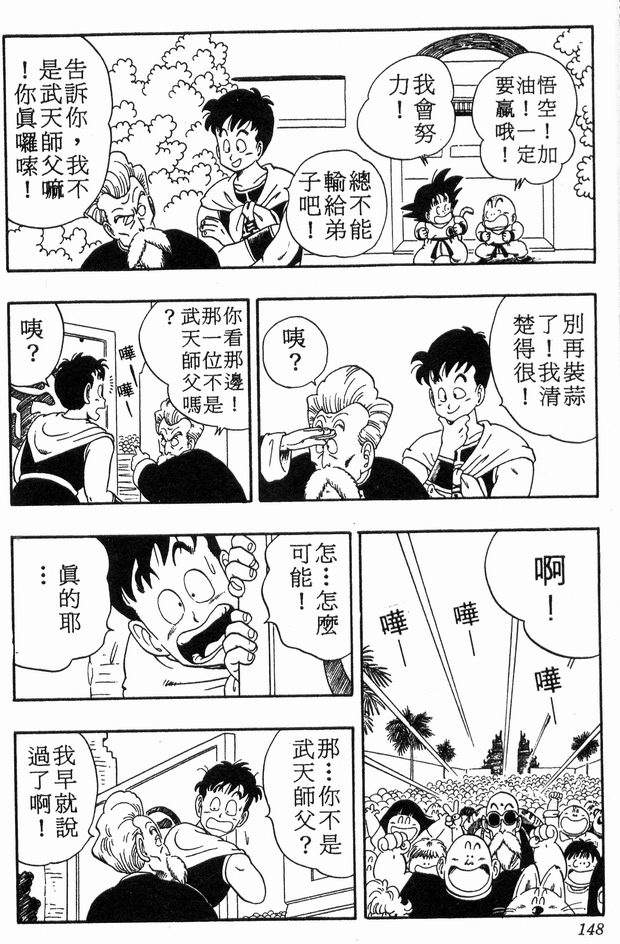 悟空！加
油！一定
要贏哦！
我會努
力！
總不能
輸給弟
子吧！
告訴你，我不
是武天師父嘛
！你眞囉嗦！
別再裝蒜
了！我清
楚得很！
咦？
你看那邊！
那一位不是
武天師父嗎
？
嘩—
嘩—
咦？
啊！
嘩—
嘩—
嘩—
怎…怎麼
可能！
眞的耶
…
那…你不是
武天師父？
我早就說
過了啊！
148